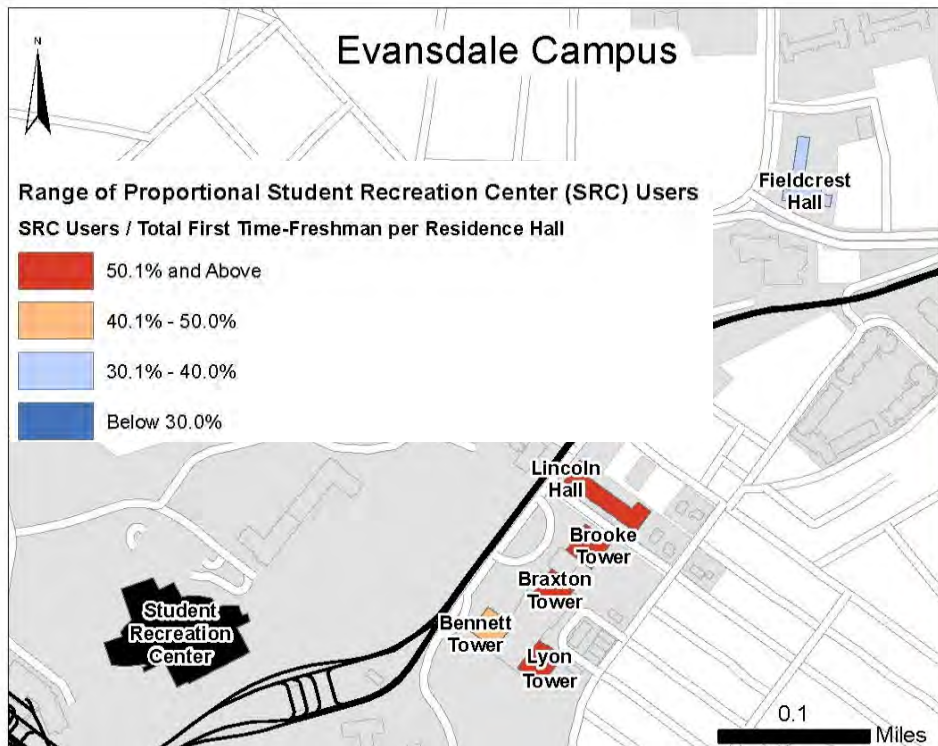 Evansdale Campus
N
Range of Proportional Student Recreation Center (SRC) Users
SRC Users / Total First Time-Freshman per Residence Hall
50.1% and Above
40.1% - 50.0%
30.1% - 40.0%
Below 30.0%
Fieldcrest
Hall
Lincoln
Hall
Brooke
Tower
Braxton
Tower
Bennett
Tower
Lyon
Tower
Student
Recreation
Center
0.1
Miles